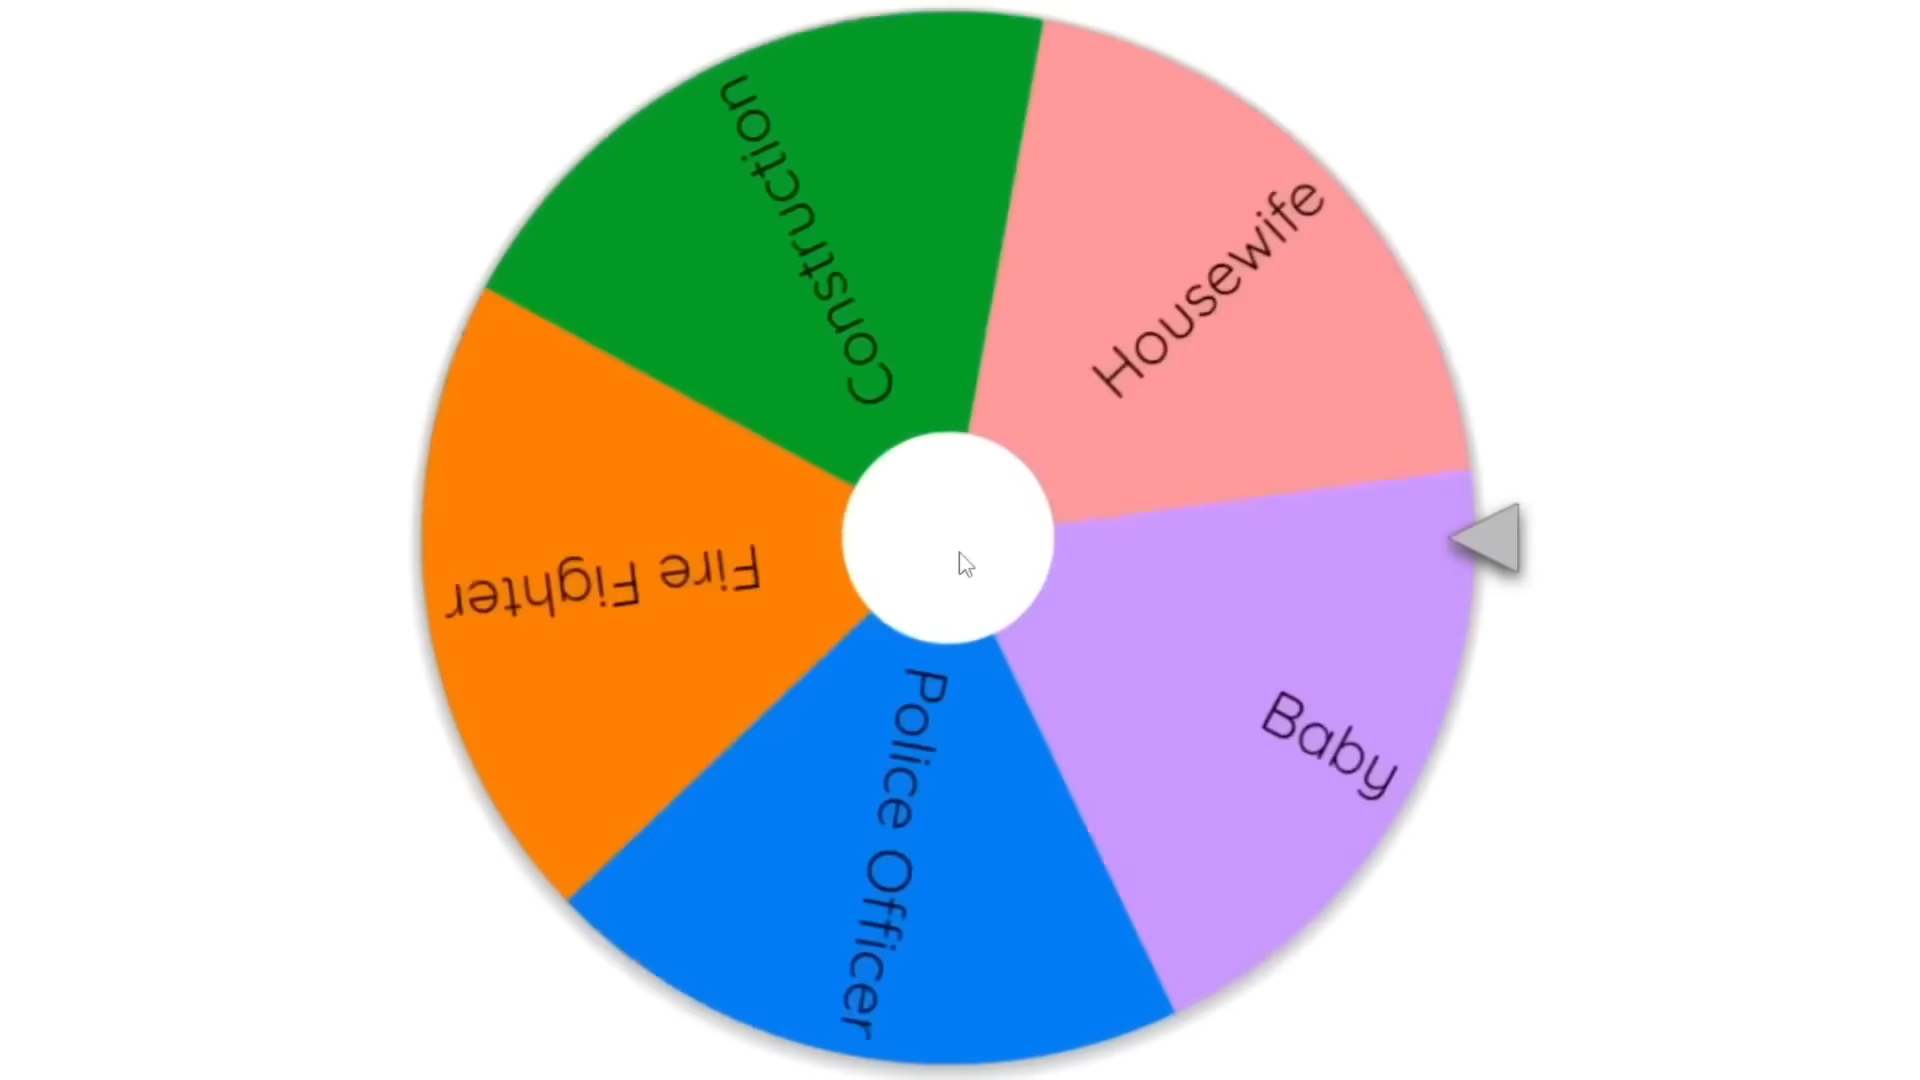 Construction
Housewife
Fire Fighter
Police Officer
Baby